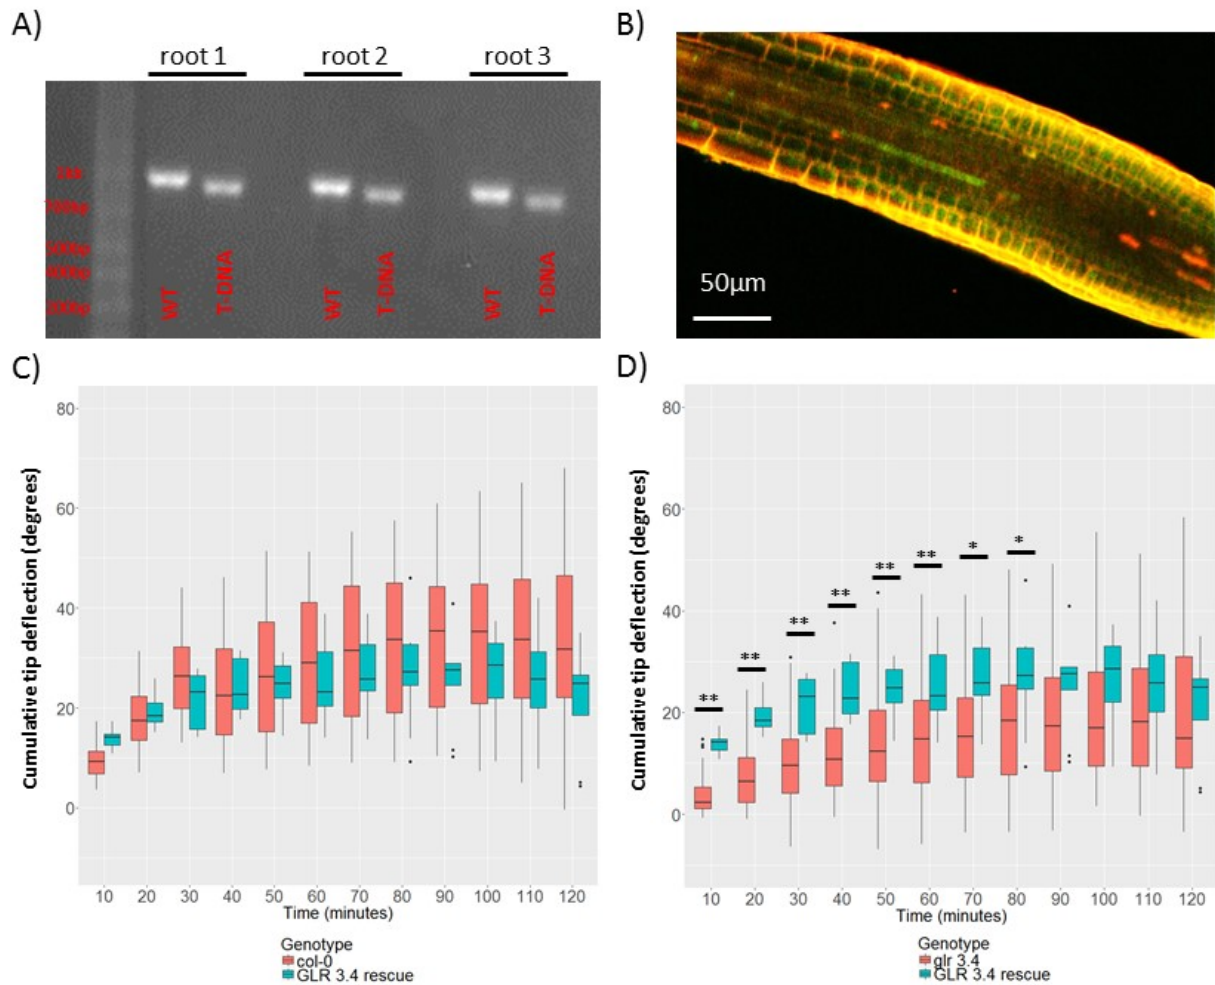 A)
root 1
root 2
root 3
1kb
700bp
500bp
WT
T-DNA
WT
T-DNA
WT
T-DNA
B)
50µm
C)
Cumulative tip deflection (degrees)
80
60
40
20
0
10 20 30 40 50 60 70 80 90 100 110 120
Time (minutes)
Genotype
col-0
GLR 3.4 rescue
D)
Cumulative tip deflection (degrees)
80
60
40
20
0
** ** ** ** ** ** * *
10 20 30 40 50 60 70 80 90 100 110 120
Time (minutes)
Genotype
glr 3.4
GLR 3.4 rescue